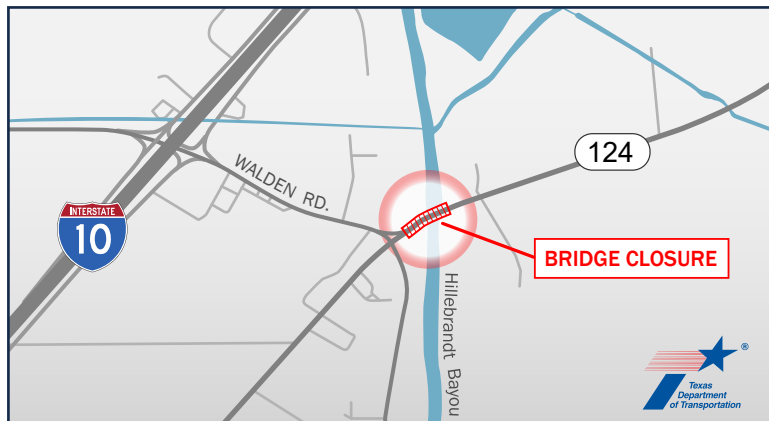 124
WALDEN RD.
INTERSTATE
10
BRIDGE CLOSURE
Hillebrandt Bayou
®
Texas
Department
of Transportation